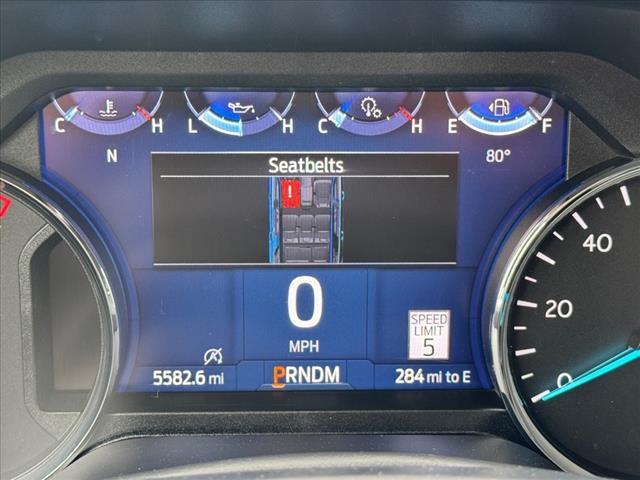 C H L H C H E F
N 80°
Seatbelts
!
0
MPH
SPEED
LIMIT
5
5582.6 mi PRNDM 284 mi to E
40
20
0